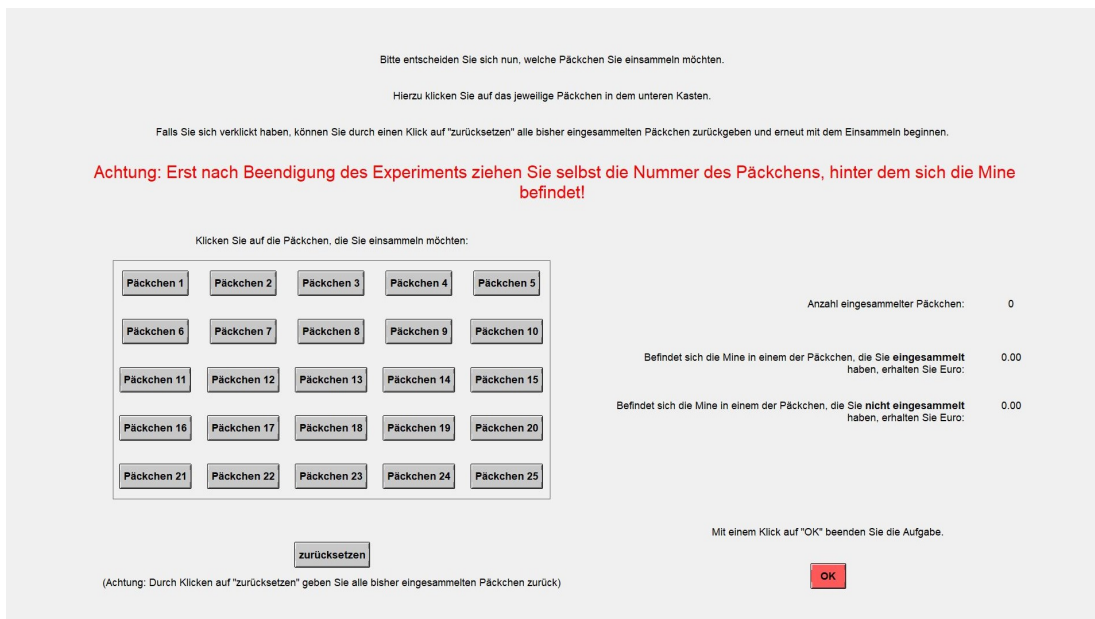 Bitte entscheiden Sie sich nun, welche Päckchen Sie einsammeln möchten.
Hierzu klicken Sie auf das jeweilige Päckchen in dem unteren Kasten.
Falls Sie sich verklickt haben, können Sie durch einen Klick auf "zurücksetzen" alle bisher eingesammelten Päckchen zurückgeben und erneut mit dem Einsammeln beginnen.
Achtung: Erst nach Beendigung des Experiments ziehen Sie selbst die Nummer des Päckchens, hinter dem sich die Mine
befindet!
Klicken Sie auf die Päckchen, die Sie einsammeln möchten:
Päckchen 1 Päckchen 2 Päckchen 3 Päckchen 4 Päckchen 5
Päckchen 6 Päckchen 7 Päckchen 8 Päckchen 9 Päckchen 10
Päckchen 11 Päckchen 12 Päckchen 13 Päckchen 14 Päckchen 15
Päckchen 16 Päckchen 17 Päckchen 18 Päckchen 19 Päckchen 20
Päckchen 21 Päckchen 22 Päckchen 23 Päckchen 24 Päckchen 25
zurücksetzen
(Achtung: Durch Klicken auf "zurücksetzen" geben Sie alle bisher eingesammelten Päckchen zurück)
Anzahl eingesammelter Päckchen: 0
Befindet sich die Mine in einem der Päckchen, die Sie eingesammelt 0.00
haben, erhalten Sie Euro:
Befindet sich die Mine in einem der Päckchen, die Sie nicht eingesammelt 0.00
haben, erhalten Sie Euro:
Mit einem Klick auf "OK" beenden Sie die Aufgabe.
OK